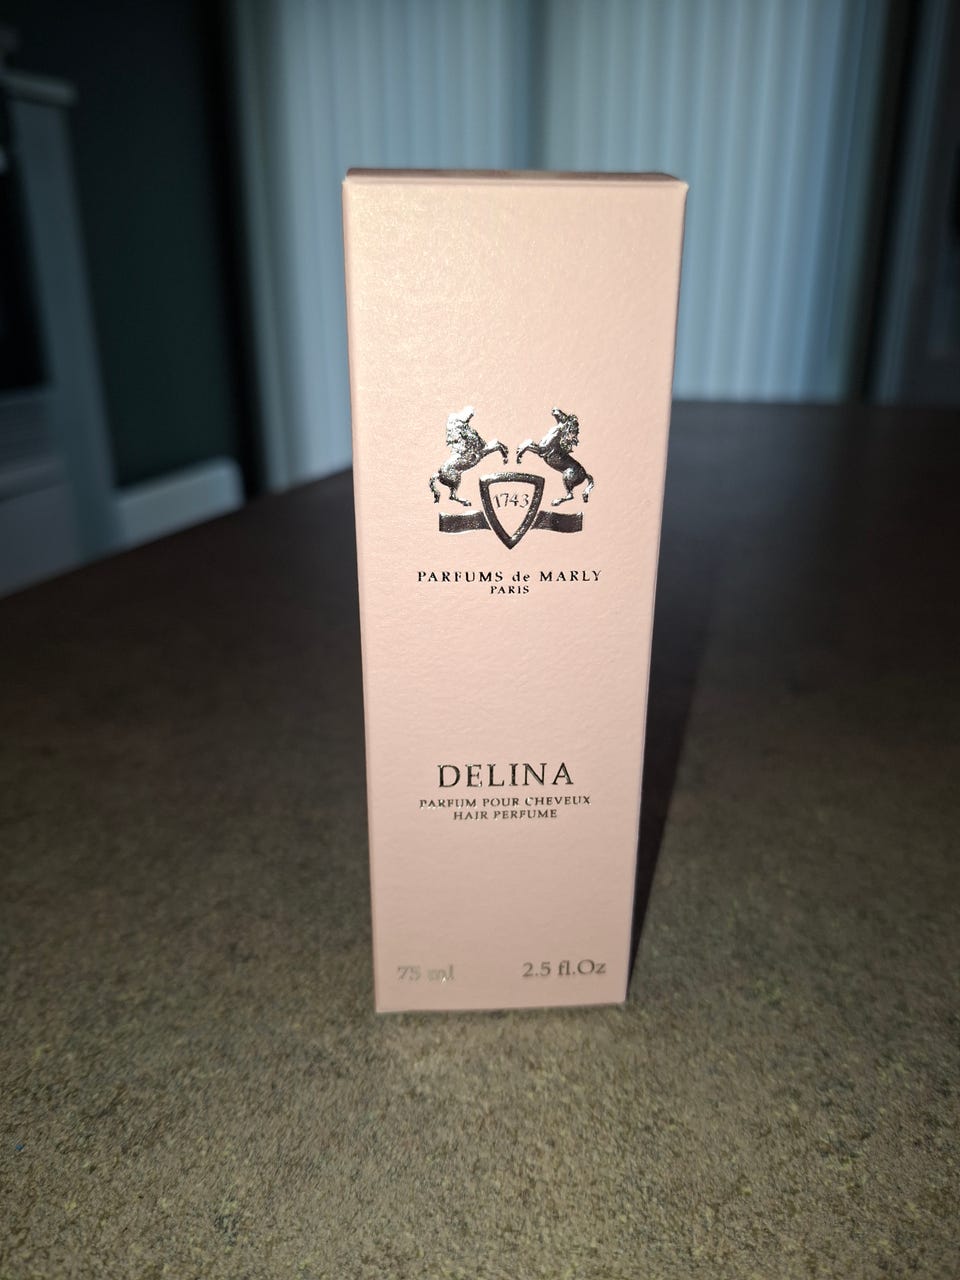 1743
PARFUMS de MARLY
PARIS
DELINA
PARFUM POUR CHEVEUX
HAIR PERFUME
75 ml 2.5 fl.Oz